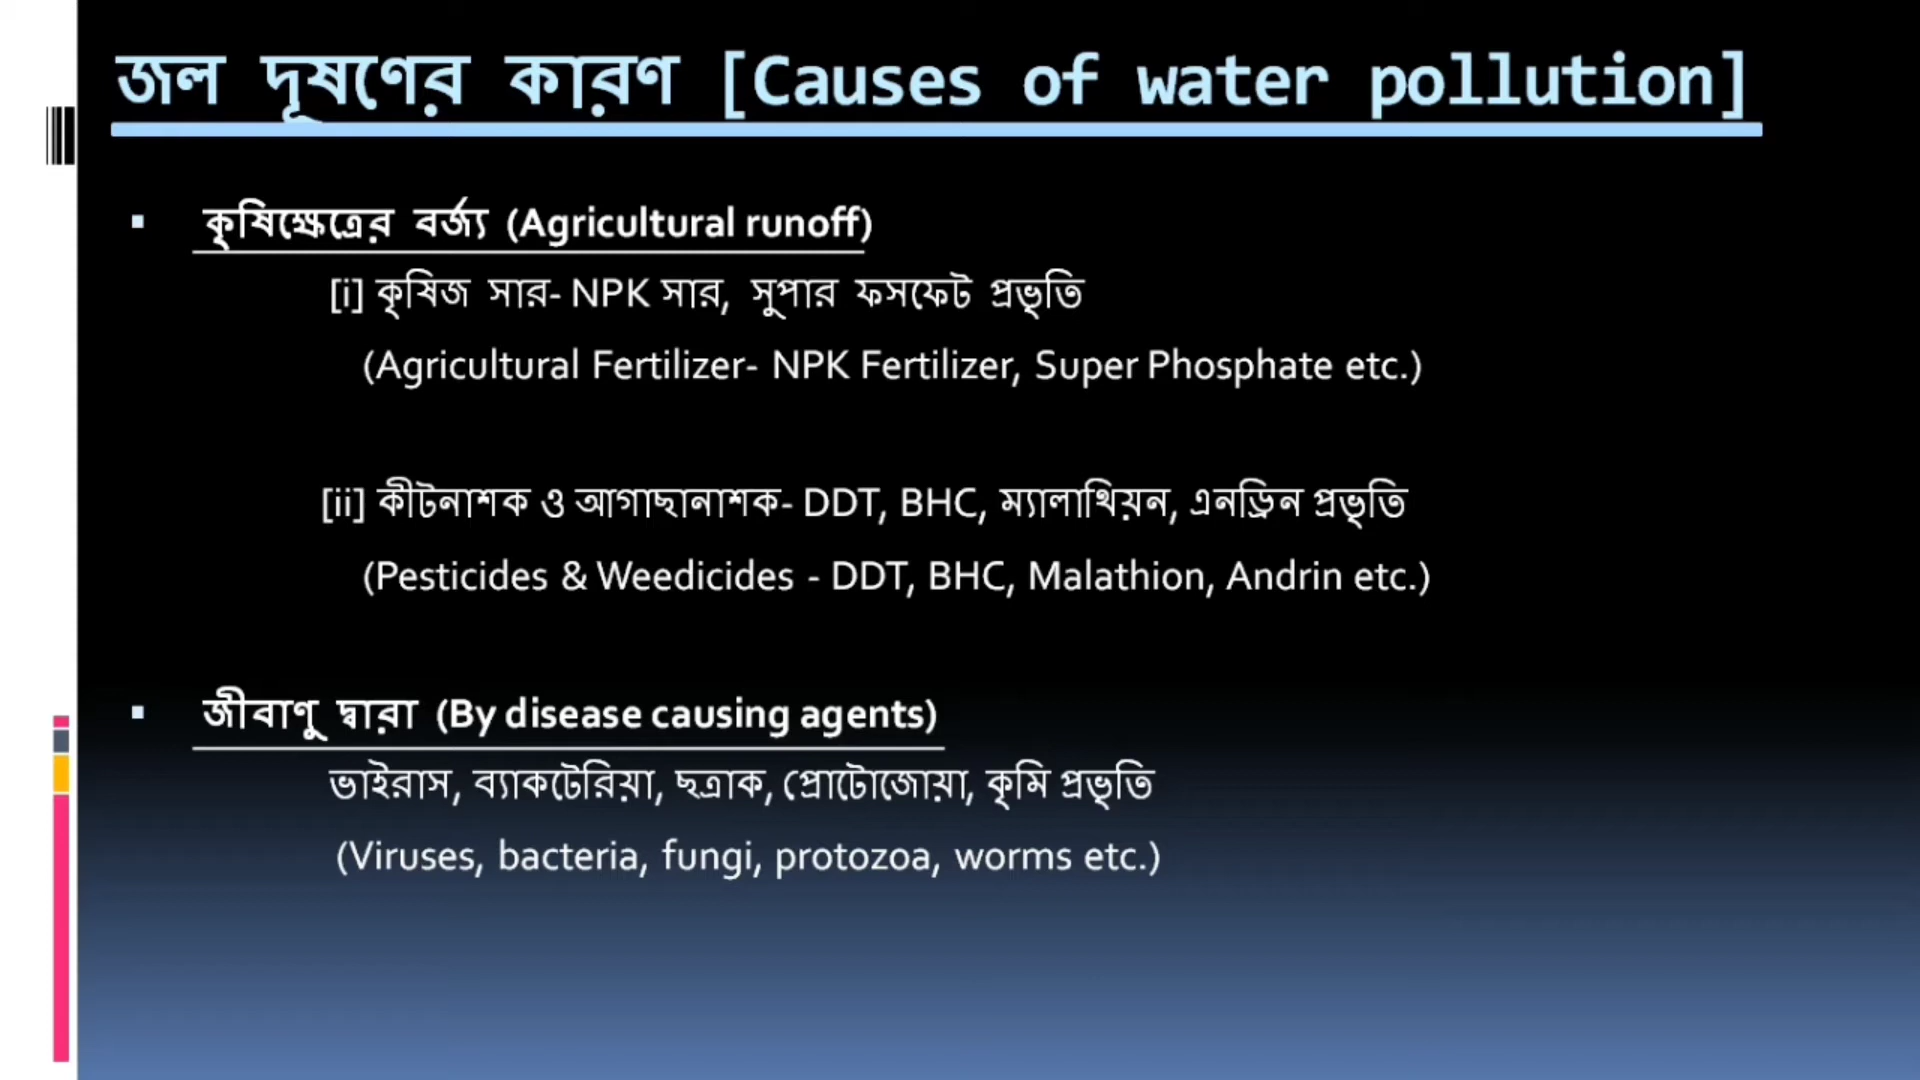 জল দূষণের কারণ [Causes of water pollution]
▪ কৃষিক্ষেত্রের বর্জ্য (Agricultural runoff)
[i] কৃষিজ সার- NPK সার, সুপার ফসফেট প্রভৃতি
(Agricultural Fertilizer- NPK Fertilizer, Super Phosphate etc.)
[ii] কীটনাশক ও আগাছানাশক- DDT, BHC, ম্যালাথিয়ন, এনড্রিন প্রভৃতি
(Pesticides & Weedicides - DDT, BHC, Malathion, Andrin etc.)
▪ জীবাণু দ্বারা (By disease causing agents)
ভাইরাস, ব্যাকটেরিয়া, ছত্রাক, প্রোটোজোয়া, কৃমি প্রভৃতি
(Viruses, bacteria, fungi, protozoa, worms etc.)